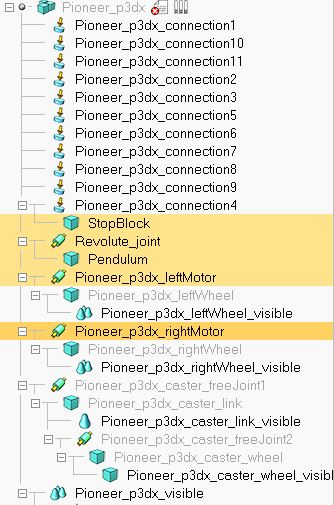 Pioneer_p3dx
Pioneer_p3dx_connection1
Pioneer_p3dx_connection10
Pioneer_p3dx_connection11
Pioneer_p3dx_connection2
Pioneer_p3dx_connection3
Pioneer_p3dx_connection5
Pioneer_p3dx_connection6
Pioneer_p3dx_connection7
Pioneer_p3dx_connection8
Pioneer_p3dx_connection9
Pioneer_p3dx_connection4
StopBlock
Revolute_joint
Pendulum
Pioneer_p3dx_leftMotor
Pioneer_p3dx_leftWheel
Pioneer_p3dx_leftWheel_visible
Pioneer_p3dx_rightMotor
Pioneer_p3dx_rightWheel
Pioneer_p3dx_rightWheel_visible
Pioneer_p3dx_caster_freeJoint1
Pioneer_p3dx_caster_link
Pioneer_p3dx_caster_link_visible
Pioneer_p3dx_caster_freeJoint2
Pioneer_p3dx_caster_wheel
Pioneer_p3dx_caster_wheel_visibl
Pioneer_p3dx_visible